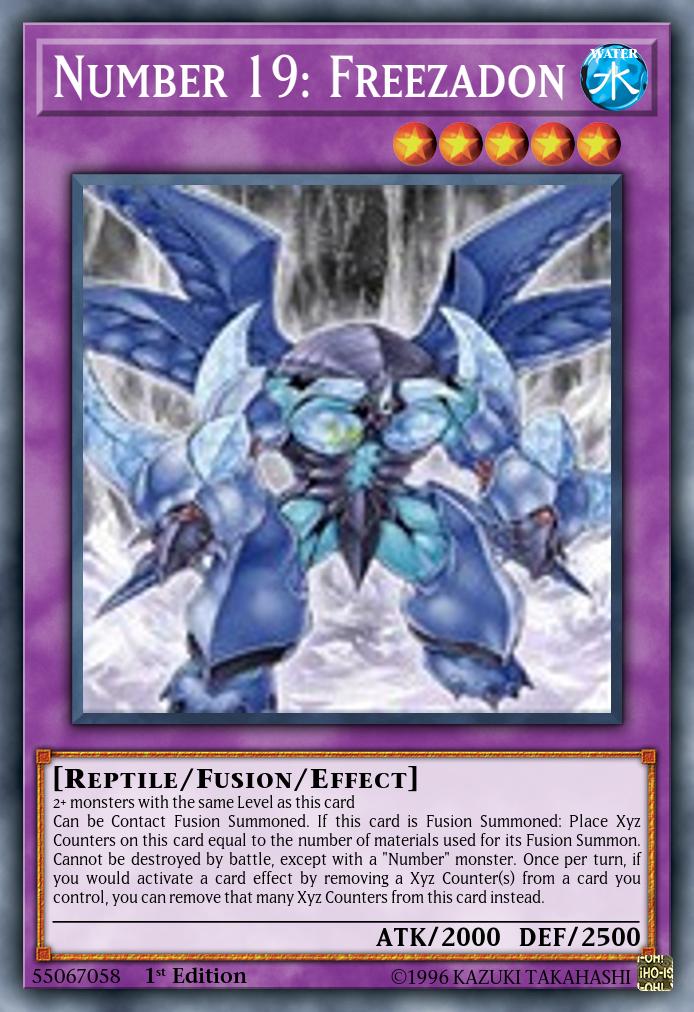 Number 19: Freezadon
WATER
水
[Reptile/Fusion/Effect]
2+ monsters with the same Level as this card
Can be Contact Fusion Summoned. If this card is Fusion Summoned: Place Xyz
Counters on this card equal to the number of materials used for its Fusion Summon.
Cannot be destroyed by battle, except with a "Number" monster. Once per turn, if
you would activate a card effect by removing a Xyz Counter(s) from a card you
control, you can remove that many Xyz Counters from this card instead.
ATK/2000 DEF/2500
55067058 1st Edition ©1996 KAZUKI TAKAHASHI